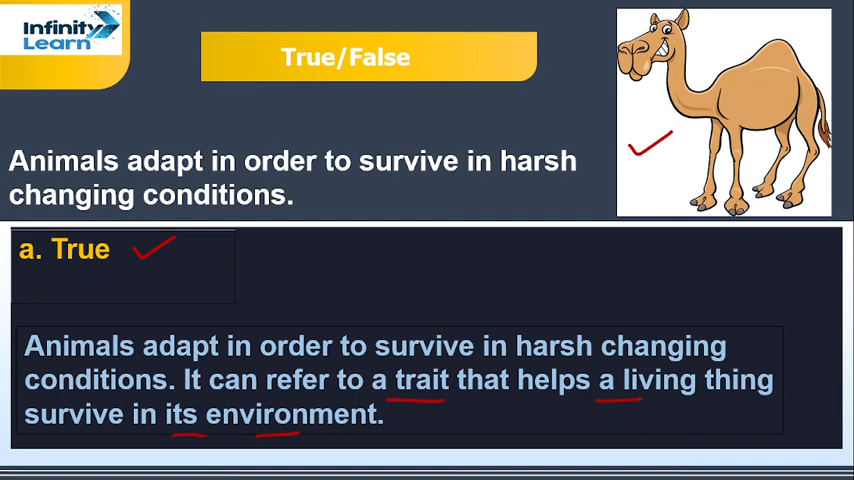 Infinity
Learn
True/False
Animals adapt in order to survive in harsh
changing conditions.
a. True
Animals adapt in order to survive in harsh changing
conditions. It can refer to a trait that helps a living thing
survive in its environment.